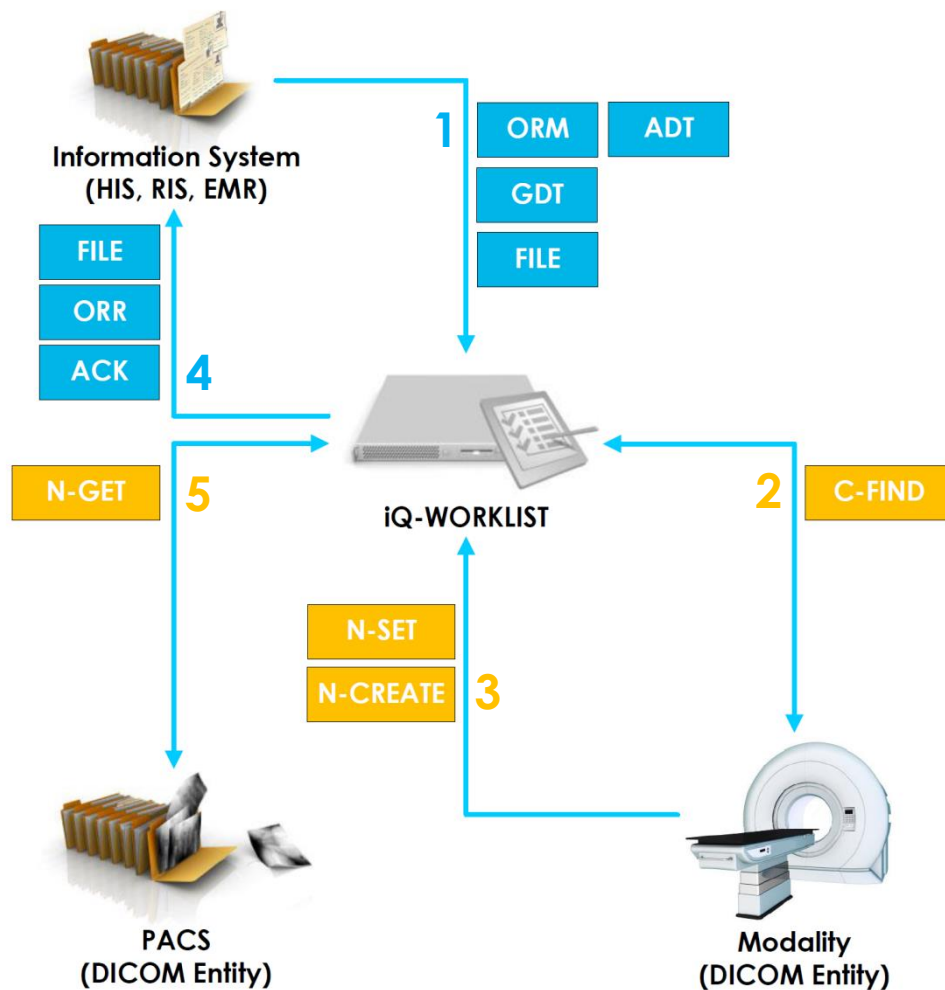 1
ORM
ADT
GDT
FILE
Information System
(HIS, RIS, EMR)
FILE
ORR
ACK
4
N-GET
5
iQ-WORKLIST
2
C-FIND
N-SET
N-CREATE
3
PACS
(DICOM Entity)
Modality
(DICOM Entity)